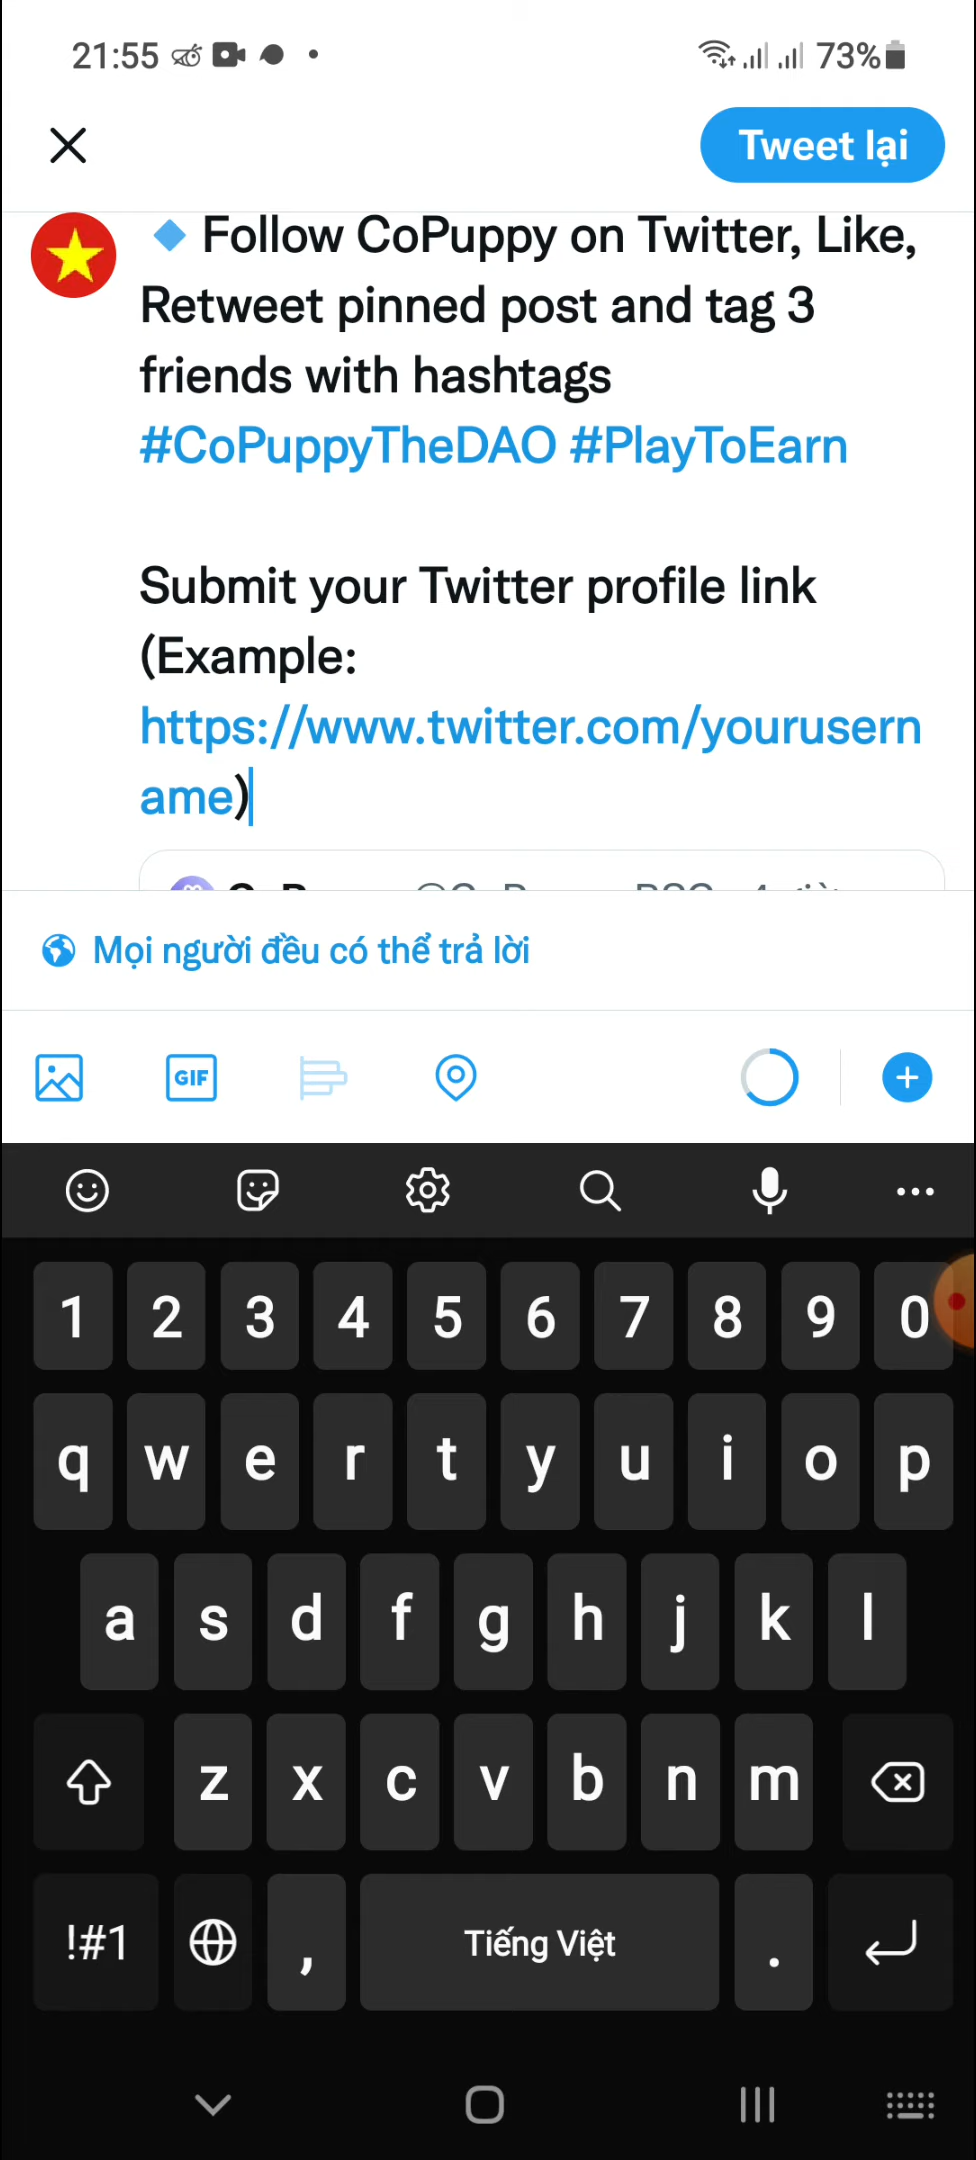 21:55
73%
Tweet lại
Follow CoPuppy on Twitter, Like,
Retweet pinned post and tag 3
friends with hashtags
#CoPuppyTheDAO #PlayToEarn
Submit your Twitter profile link
(Example:
https://www.twitter.com/yourusern
ame)
Mọi người đều có thể trả lời
GIF
1 2 3 4 5 6 7 8 9 0
q w e r t y u i o p
a s d f g h j k l
z x c v b n m
!#1 , Tiếng Việt .